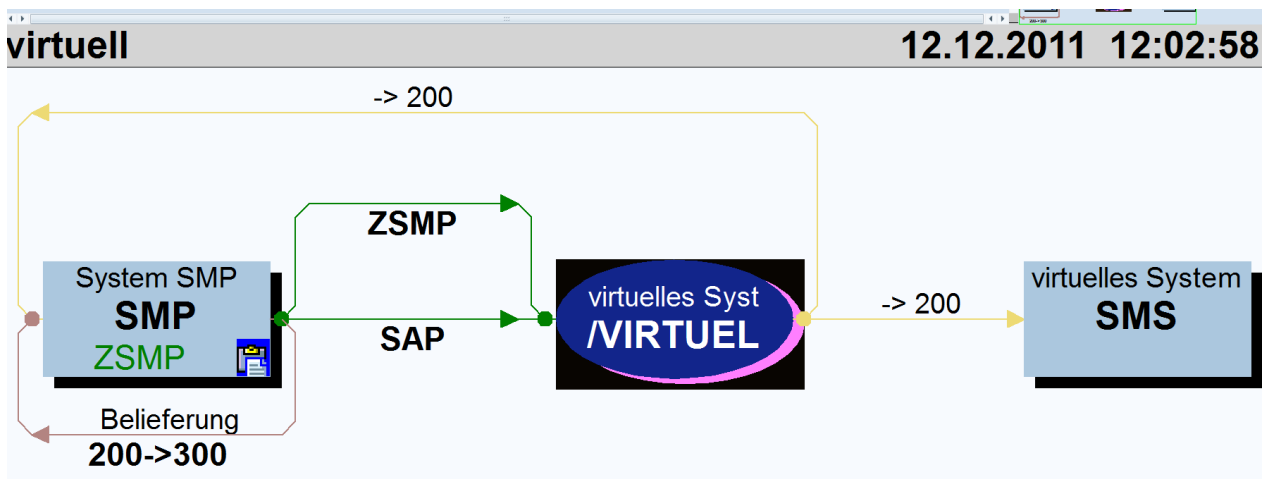 virtuell 12.12.2011 12:02:58
-> 200
ZSMP
System SMP
SMP
ZSMP
SAP
virtuelles Syst
/VIRTUEL
-> 200
virtuelles System
SMS
Belieferung
200->300